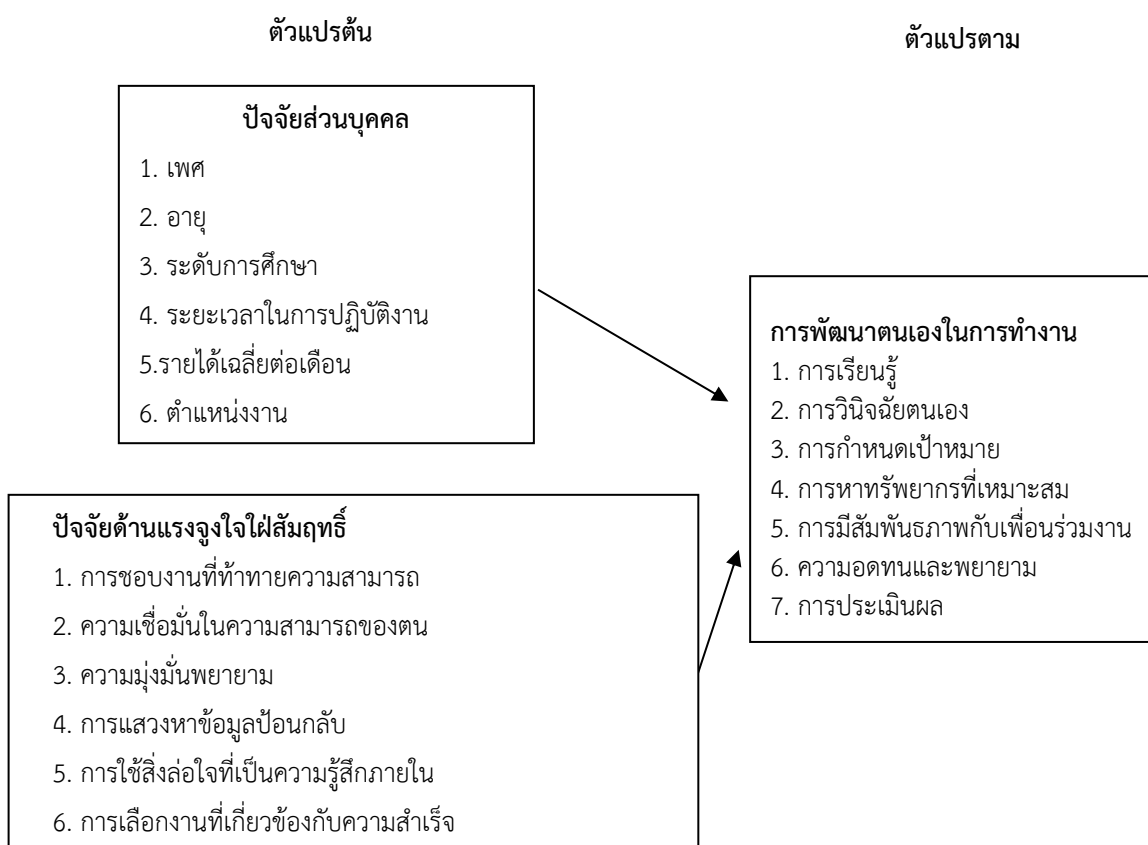 ตัวแปรต้น
ตัวแปรตาม
ปัจจัยส่วนบุคคล
1. เพศ
2. อายุ
3. ระดับการศึกษา
4. ระยะเวลาในการปฏิบัติงาน
5.รายได้เฉลี่ยต่อเดือน
6. ตำแหน่งงาน
การพัฒนาตนเองในการทำงาน
1. การเรียนรู้
2. การวินิจฉัยตนเอง
3. การกำหนดเป้าหมาย
4. การหาทรัพยากรที่เหมาะสม
5. การมีสัมพันธภาพกับเพื่อนร่วมงาน
6. ความอดทนและพยายาม
7. การประเมินผล
ปัจจัยด้านแรงจูงใจใฝ่สัมฤทธิ์
1. การชอบงานที่ท้าทายความสามารถ
2. ความเชื่อมั่นในความสามารถของตน
3. ความมุ่งมั่นพยายาม
4. การแสวงหาข้อมูลป้อนกลับ
5. การใช้สิ่งล่อใจที่เป็นความรู้สึกภายใน
6. การเลือกงานที่เกี่ยวข้องกับความสำเร็จ